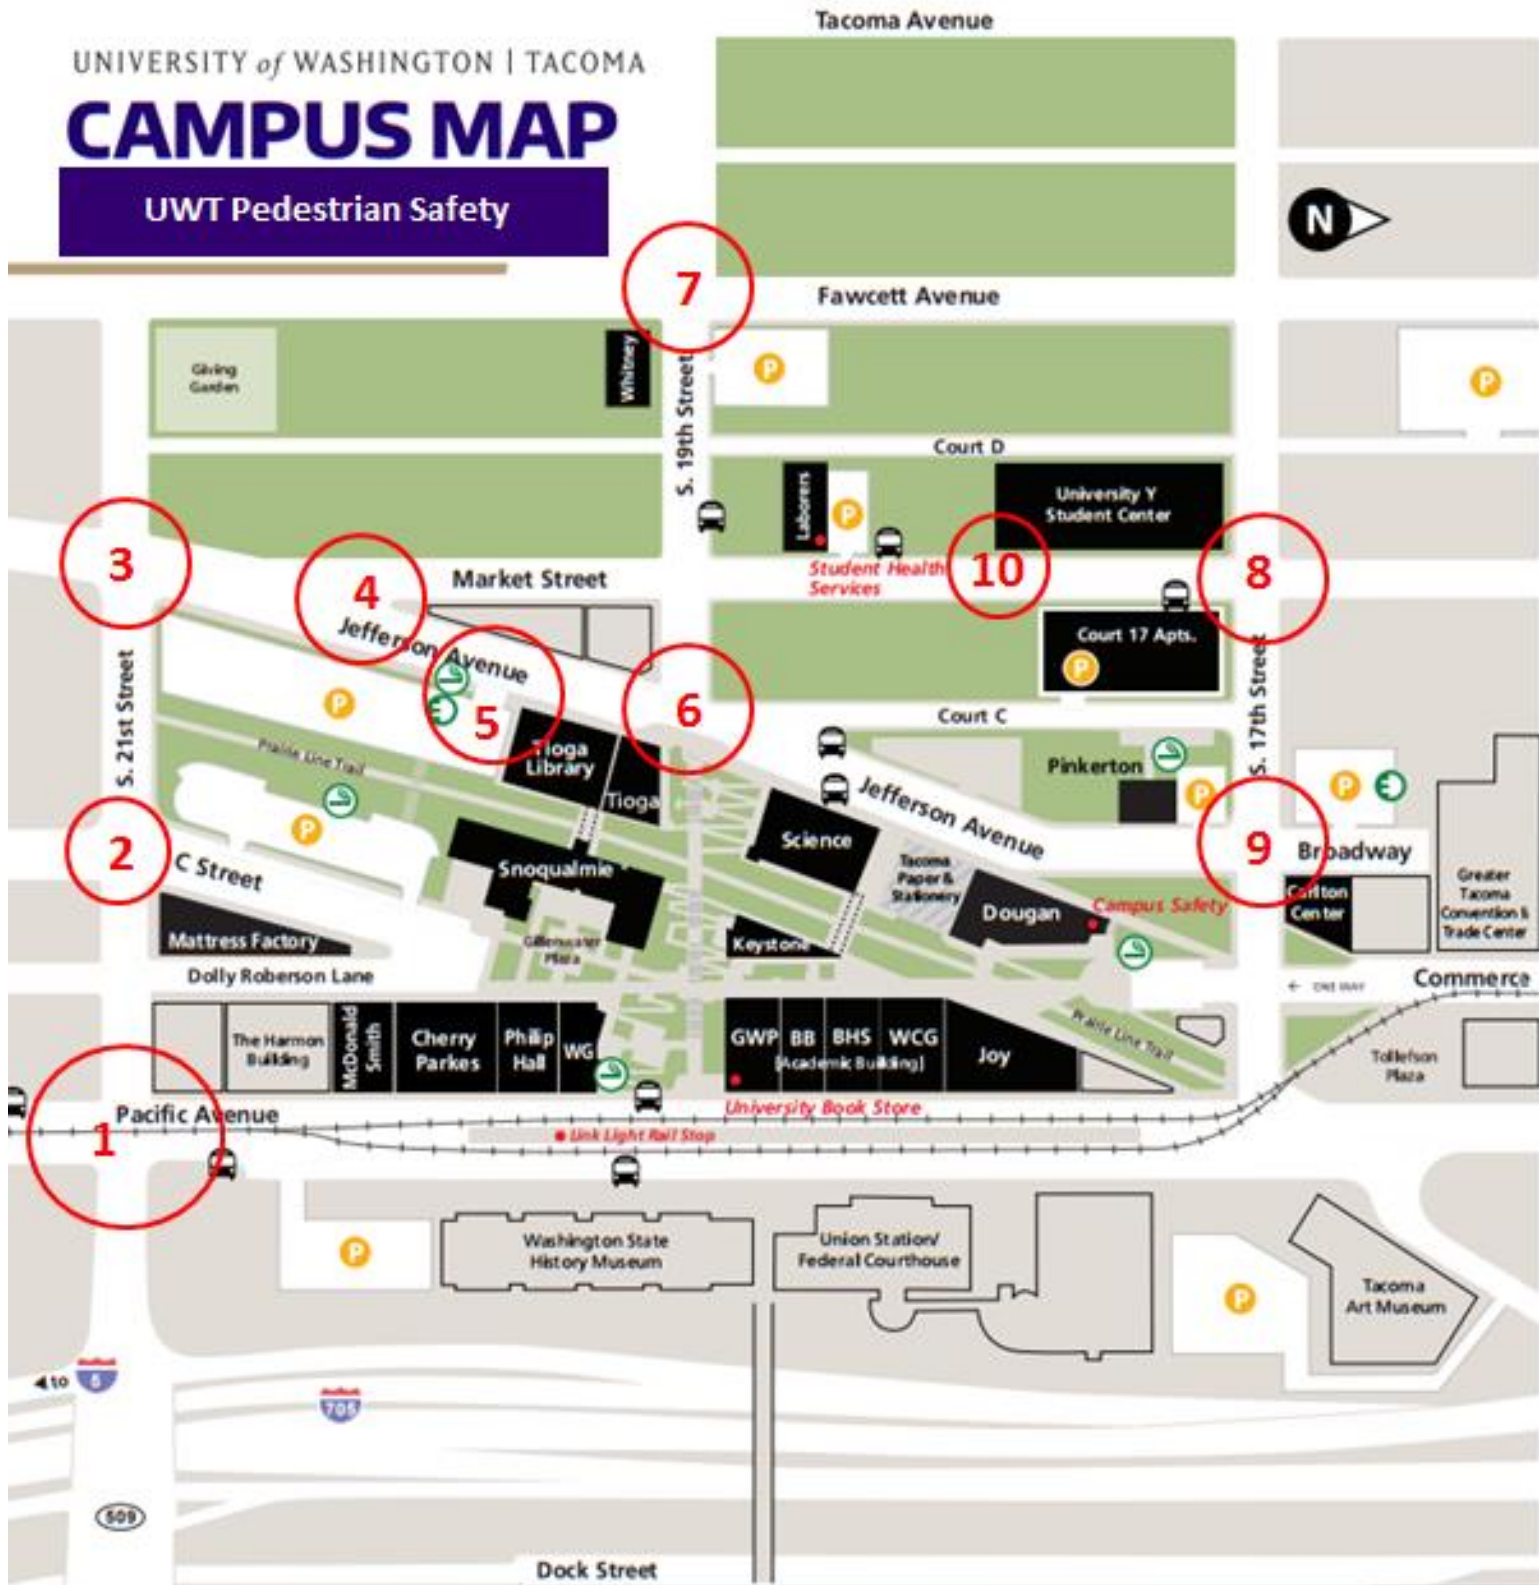 Tacoma Avenue
UNIVERSITY of WASHINGTON | TACOMA
CAMPUS MAP
UWT Pedestrian Safety
N
7
Fawcett Avenue
Giving
Garden
Whitney
S. 19th Street
P
P
Court D
Laborers
P
University Y
Student Center
3
4
Market Street
Student Health
Services
10
8
Jefferson Avenue
Court 17 Apts.
P
S. 21st Street
P
5
6
Court C
S. 17th Street
Tioga
Library
Prairie Line Trail
Tioga
Pinkerton
P
P
2
P
C Street
Snoqualmie
Science
Jefferson Avenue
9
Broadway
Tacoma
Paper &
Stationery
Greater
Tacoma
Convention &
Trade Center
Carlton
Center
Dougan
Campus Safety
Mattress Factory
Gillenwater
Plaza
Keystone
Dolly Roberson Lane
← ONE WAY
Commerce
The Harmon
Building
McDonald
Smith
Cherry
Parkes
Philip
Hall
WG
GWP
BB
BHS
WCG
[Academic Building]
Joy
Prairie Line Trail
Tollefson
Plaza
Pacific Avenue
1
University Book Store
Link Light Rail Stop
P
Washington State
History Museum
Union Station/
Federal Courthouse
P
Tacoma
Art Museum
to
5
705
509
Dock Street